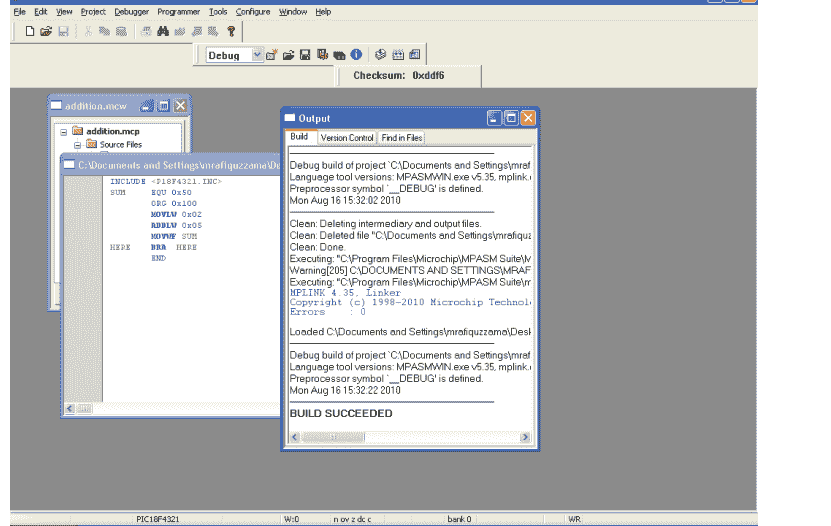 File Edit View Project Debugger Programmer Tools Configure Window Help
Debug
Checksum: 0xddf6
addition.mcw
addition.mcp
Source Files
C:\Documents and Settings\mrafiquzzama\De
INCLUDE <P18F4321.INC>
SUM EQU 0x50
ORG 0x100
MOVLW 0x02
ADDLW 0x05
MOVWF SUM
HERE BRA HERE
END
Output
Build Version Control Find in Files
Debug build of project `C:\Documents and Settings\mraf
Language tool versions: MPASMWIN.exe v5.35, mplink.
Preprocessor symbol `__DEBUG' is defined.
Mon Aug 16 15:32:02 2010
Clean: Deleting intermediary and output files.
Clean: Deleted file "C:\Documents and Settings\mrafiquz
Clean: Done.
Executing: "C:\Program Files\Microchip\MPASM Suite\M
Warning[205] C:\DOCUMENTS AND SETTINGS\MRAF
Executing: "C:\Program Files\Microchip\MPASM Suite\m
MPLINK 4.35, Linker
Copyright (c) 1998-2010 Microchip Technol
Errors : 0
Loaded C:\Documents and Settings\mrafiquzzama\Desk
Debug build of project `C:\Documents and Settings\mraf
Language tool versions: MPASMWIN.exe v5.35, mplink.
Preprocessor symbol `__DEBUG' is defined.
Mon Aug 16 15:32:22 2010
BUILD SUCCEEDED
PIC18F4321 W:0 n ov z dc c bank 0 WR